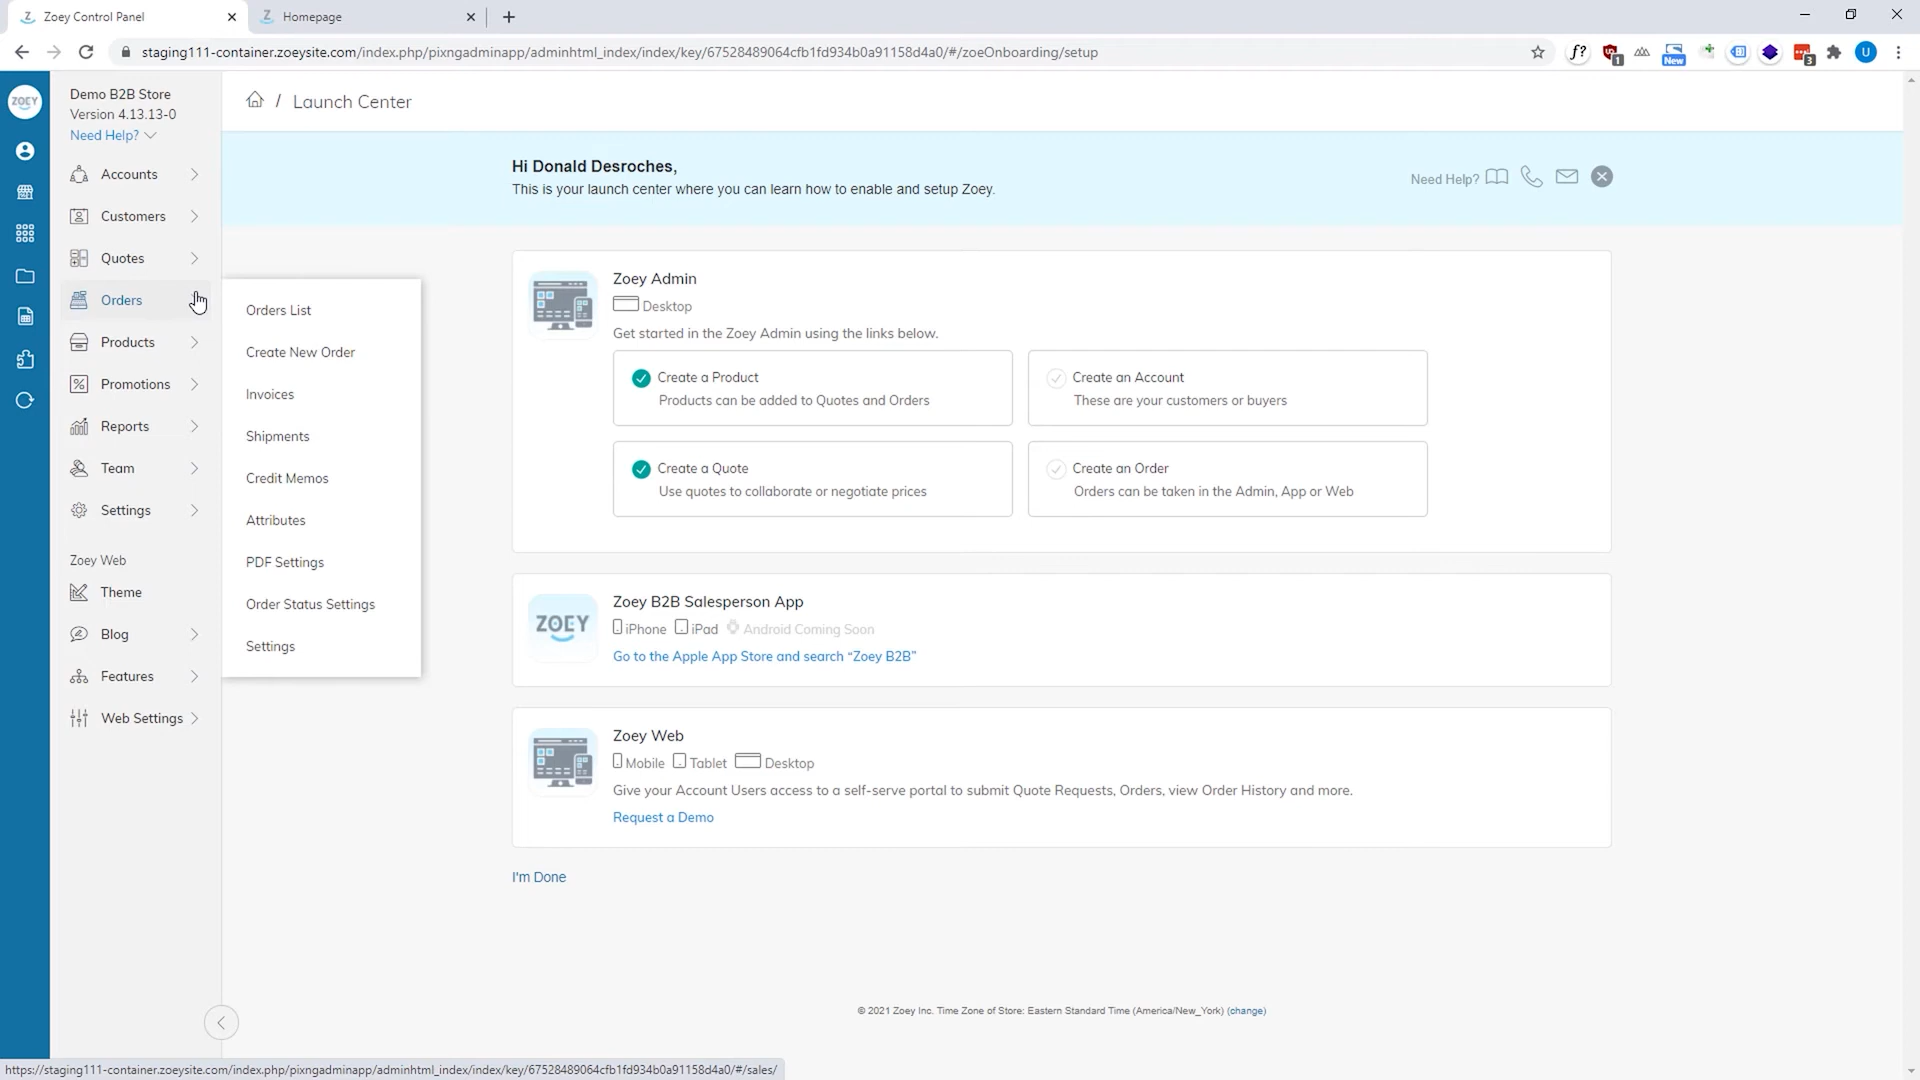 Zoey Control Panel
Homepage
staging111-container.zoeysite.com/index.php/pixngadminapp/adminhtml_index/index/key/67528489064cfb1fd934b0a91158d4a0/#/zoeOnboarding/setup
f?
1
New
3
U
ZOEY
Demo B2B Store
Version 4.13.13-0
Need Help?
Accounts
Customers
Quotes
Orders
Products
Promotions
Reports
Team
Settings
Zoey Web
Theme
Blog
Features
Web Settings
Orders List
Create New Order
Invoices
Shipments
Credit Memos
Attributes
PDF Settings
Order Status Settings
Settings
/ Launch Center
Hi Donald Desroches,
This is your launch center where you can learn how to enable and setup Zoey.
Need Help?
Zoey Admin
Desktop
Get started in the Zoey Admin using the links below.
Create a Product
Products can be added to Quotes and Orders
Create an Account
These are your customers or buyers
Create a Quote
Use quotes to collaborate or negotiate prices
Create an Order
Orders can be taken in the Admin, App or Web
ZOEY
Zoey B2B Salesperson App
iPhone iPad Android Coming Soon
Go to the Apple App Store and search “Zoey B2B”
Zoey Web
Mobile Tablet Desktop
Give your Account Users access to a self-serve portal to submit Quote Requests, Orders, view Order History and more.
Request a Demo
I'm Done
© 2021 Zoey Inc. Time Zone of Store: Eastern Standard Time (America/New_York) (change)
https://staging111-container.zoeysite.com/index.php/pixngadminapp/adminhtml_index/index/key/67528489064cfb1fd934b0a91158d4a0/#/sales/